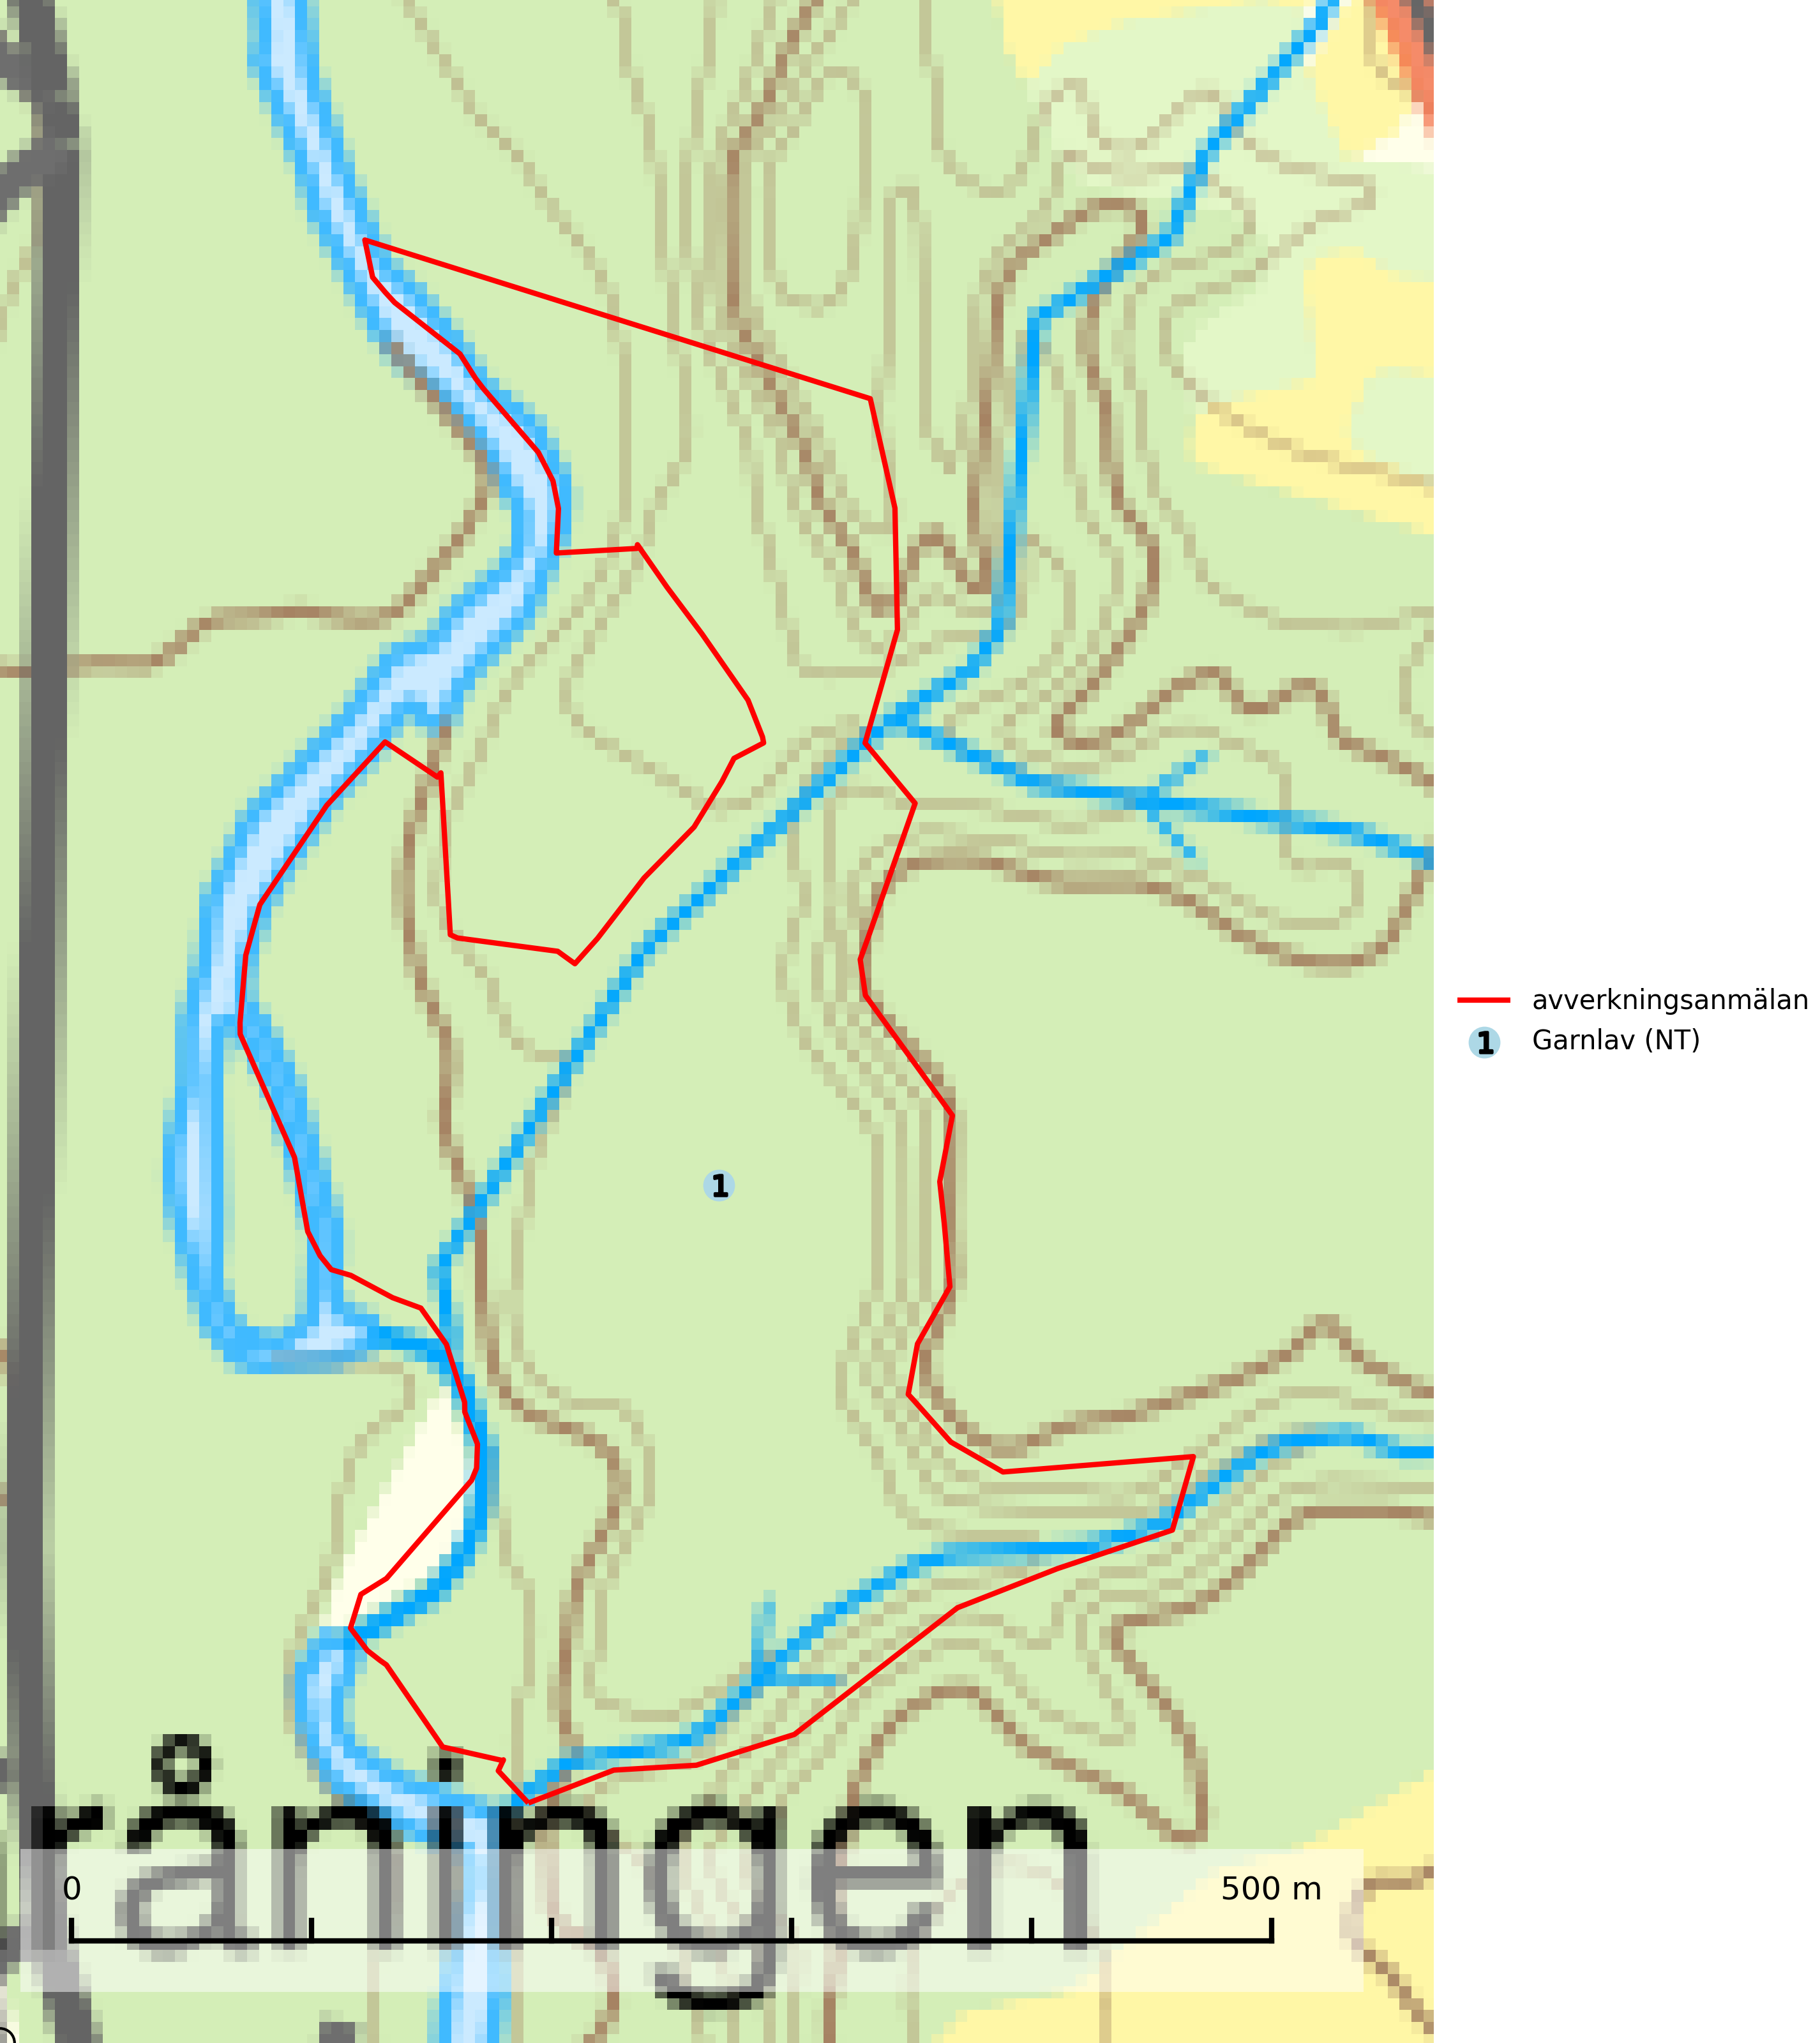 avverkningsanmälan
1 Garnlav (NT)
1
råningen
0 500 m